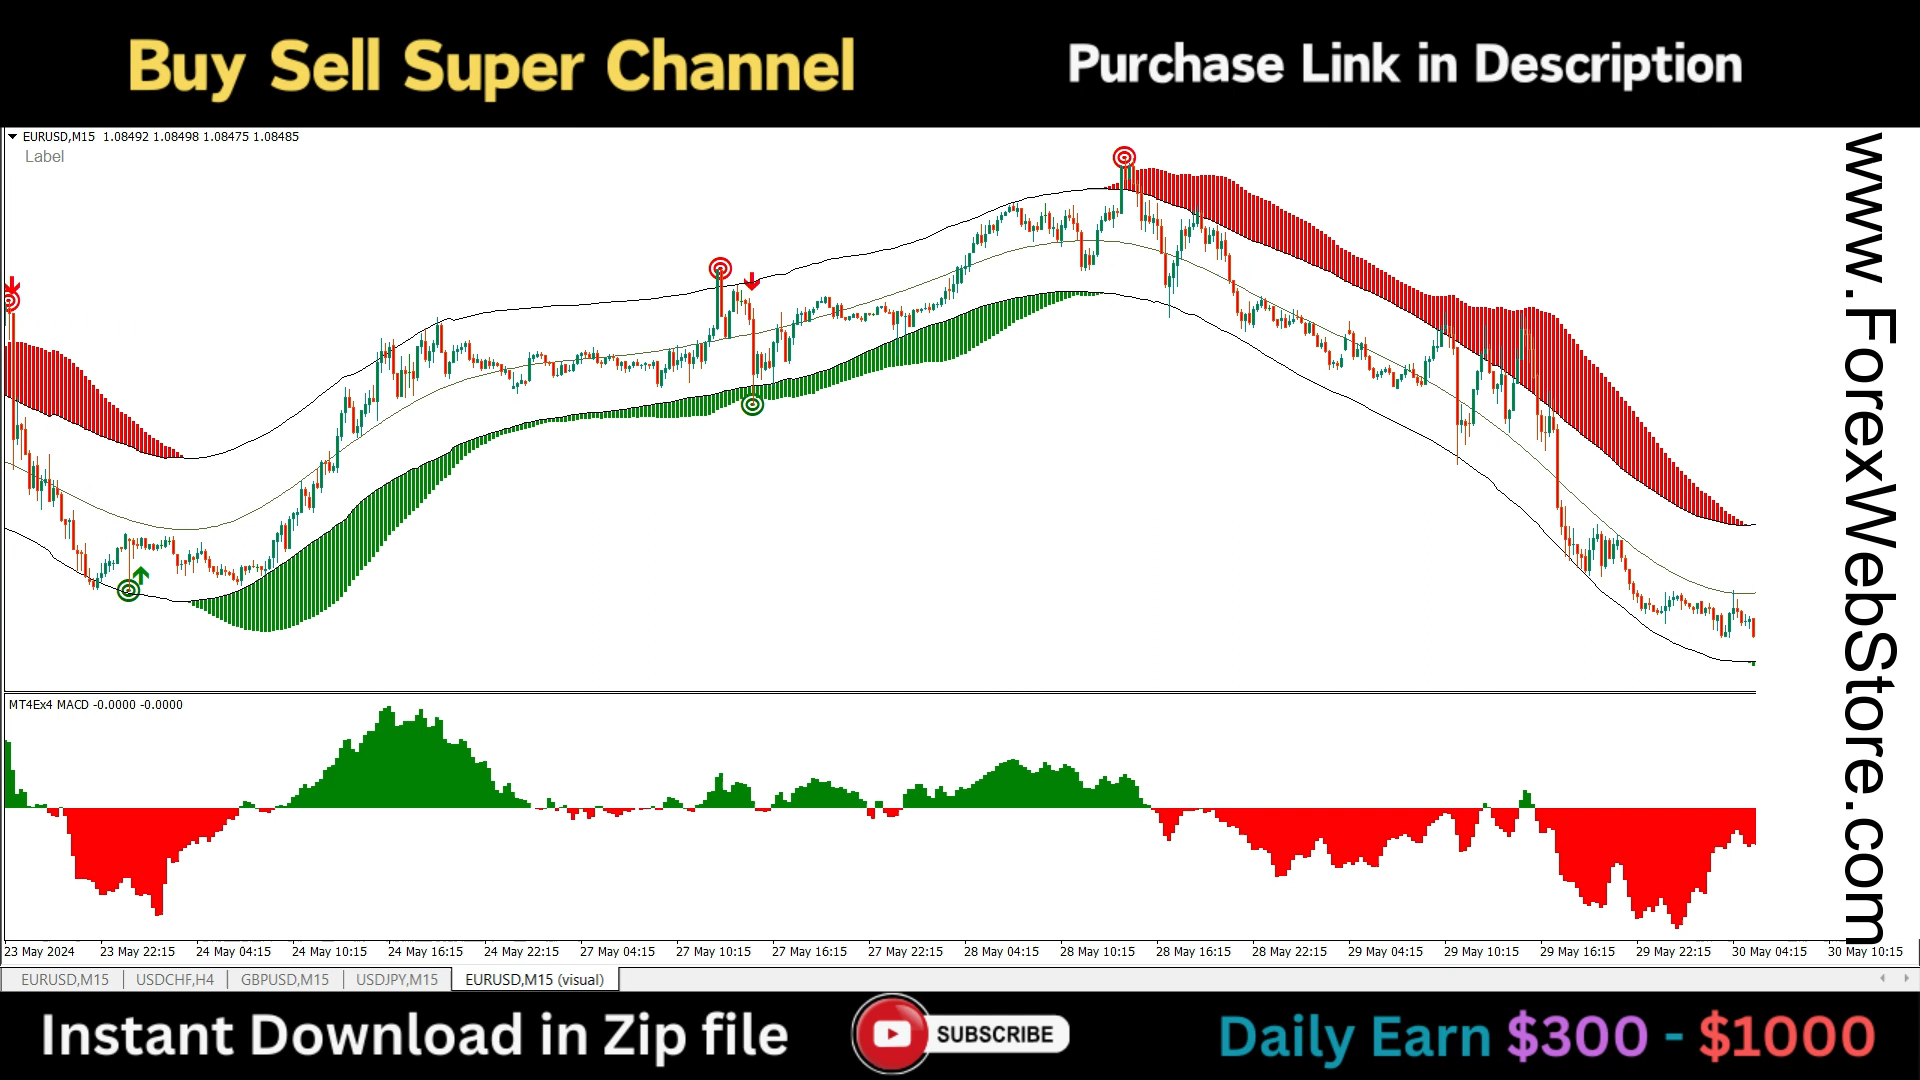 Buy Sell Super Channel
Purchase Link in Description
EURUSD,M15 1.08492 1.08498 1.08475 1.08485
Label
www.ForexWebStore.com
MT4Ex4 MACD -0.0000 -0.0000
23 May 2024 23 May 22:15 24 May 04:15 24 May 10:15 24 May 16:15 24 May 22:15 27 May 04:15 27 May 10:15 27 May 16:15 27 May 22:15 28 May 04:15 28 May 10:15 28 May 16:15 28 May 22:15 29 May 04:15 29 May 10:15 29 May 16:15 29 May 22:15 30 May 04:15 30 May 10:15
EURUSD,M15 USDCHF,H4 GBPUSD,M15 USDJPY,M15 EURUSD,M15 (visual)
Instant Download in Zip file
SUBSCRIBE
Daily Earn $300 - $1000